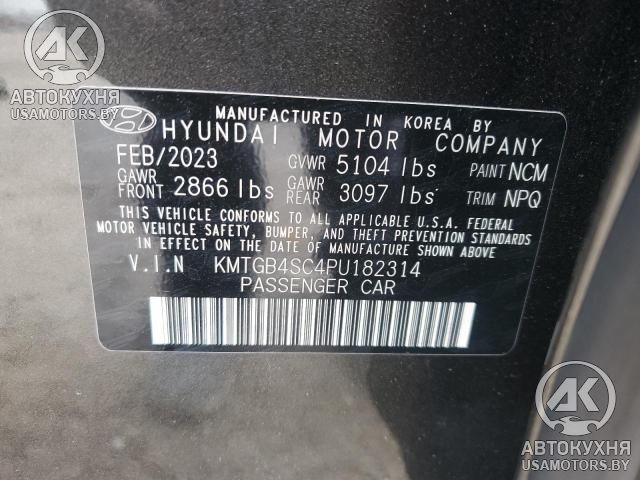 AK
АВТОКУХНЯ
USAMOTORS.BY
MANUFACTURED IN KOREA BY
HYUNDAI MOTOR COMPANY
FEB/2023 GVWR 5104 lbs PAINT NCM
GAWR FRONT 2866 lbs GAWR REAR 3097 lbs TRIM NPQ
THIS VEHICLE CONFORMS TO ALL APPLICABLE U.S.A. FEDERAL
MOTOR VEHICLE SAFETY, BUMPER, AND THEFT PREVENTION STANDARDS
IN EFFECT ON THE DATE OF MANUFACTURE SHOWN ABOVE
V.I.N KMTGB4SC4PU182314
PASSENGER CAR
AK
АВТОКУХНЯ
USAMOTORS.BY